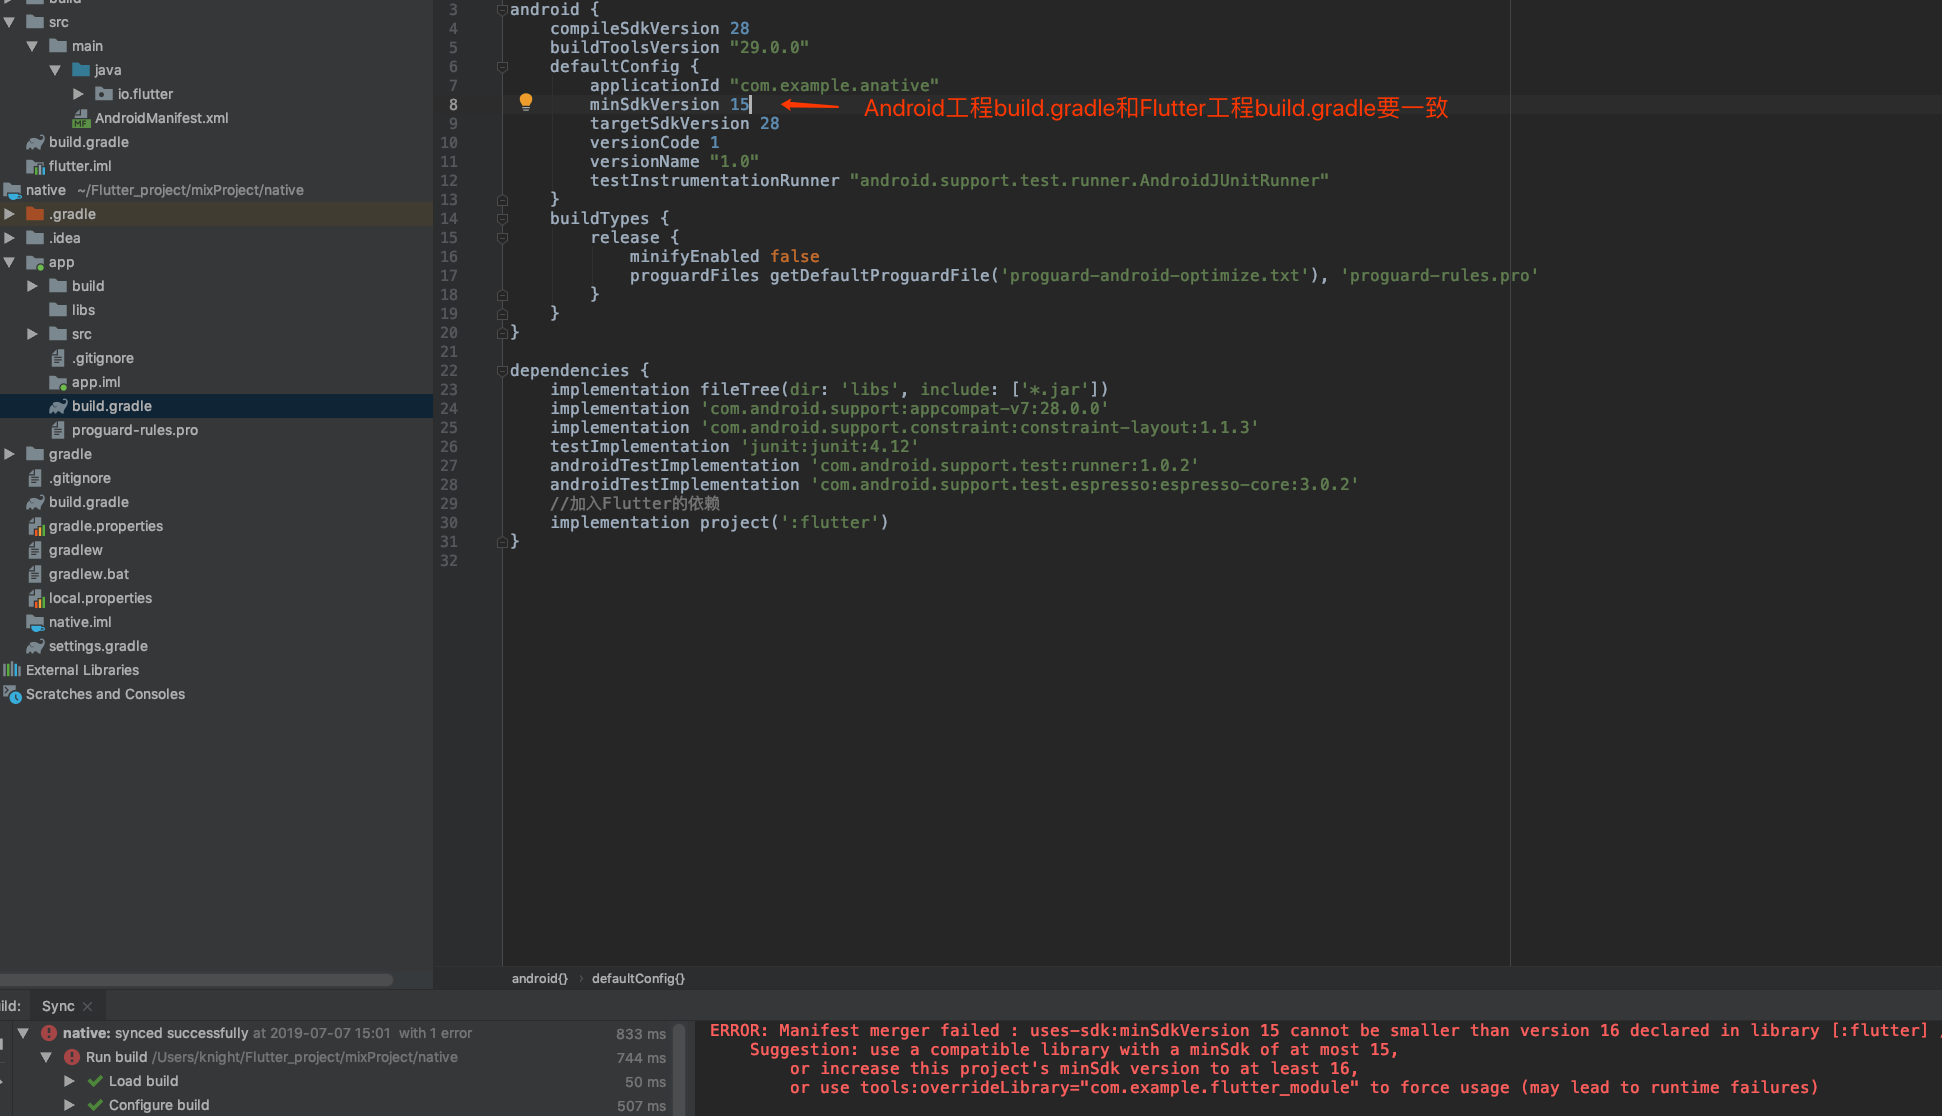 build
src
main
java
io.flutter
AndroidManifest.xml
build.gradle
flutter.iml
native ~/Flutter_project/mixProject/native
.gradle
.idea
app
build
libs
src
.gitignore
app.iml
build.gradle
proguard-rules.pro
gradle
.gitignore
build.gradle
gradle.properties
gradlew
gradlew.bat
local.properties
native.iml
settings.gradle
External Libraries
Scratches and Consoles
3 android {
4 compileSdkVersion 28
5 buildToolsVersion "29.0.0"
6 defaultConfig {
7 applicationId "com.example.anative"
8 minSdkVersion 15 Android工程build.gradle和Flutter工程build.gradle要一致
9 targetSdkVersion 28
10 versionCode 1
11 versionName "1.0"
12 testInstrumentationRunner "android.support.test.runner.AndroidJUnitRunner"
13 }
14 buildTypes {
15 release {
16 minifyEnabled false
17 proguardFiles getDefaultProguardFile('proguard-android-optimize.txt'), 'proguard-rules.pro'
18 }
19 }
20 }
21
22 dependencies {
23 implementation fileTree(dir: 'libs', include: ['*.jar'])
24 implementation 'com.android.support:appcompat-v7:28.0.0'
25 implementation 'com.android.support.constraint:constraint-layout:1.1.3'
26 testImplementation 'junit:junit:4.12'
27 androidTestImplementation 'com.android.support.test:runner:1.0.2'
28 androidTestImplementation 'com.android.support.test.espresso:espresso-core:3.0.2'
29 //加入Flutter的依赖
30 implementation project(':flutter')
31 }
32
android{} › defaultConfig{}
ild: Sync ×
native: synced successfully at 2019-07-07 15:01 with 1 error 833 ms
Run build /Users/knight/Flutter_project/mixProject/native 744 ms
Load build 50 ms
Configure build 507 ms
ERROR: Manifest merger failed : uses-sdk:minSdkVersion 15 cannot be smaller than version 16 declared in library [:flutter]
Suggestion: use a compatible library with a minSdk of at most 15,
or increase this project's minSdk version to at least 16,
or use tools:overrideLibrary="com.example.flutter_module" to force usage (may lead to runtime failures)